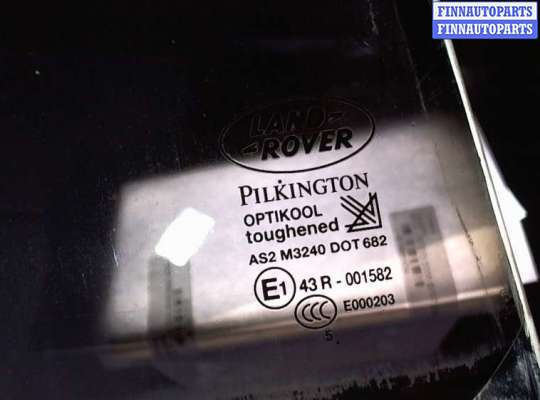 FINNAUTOPARTS
FINNAUTOPARTS
LAND
ROVER
PILKINGTON
OPTIKOOL
toughened
AS2 M3240 DOT 682
E1 43 R - 001582
CCC E000203
5